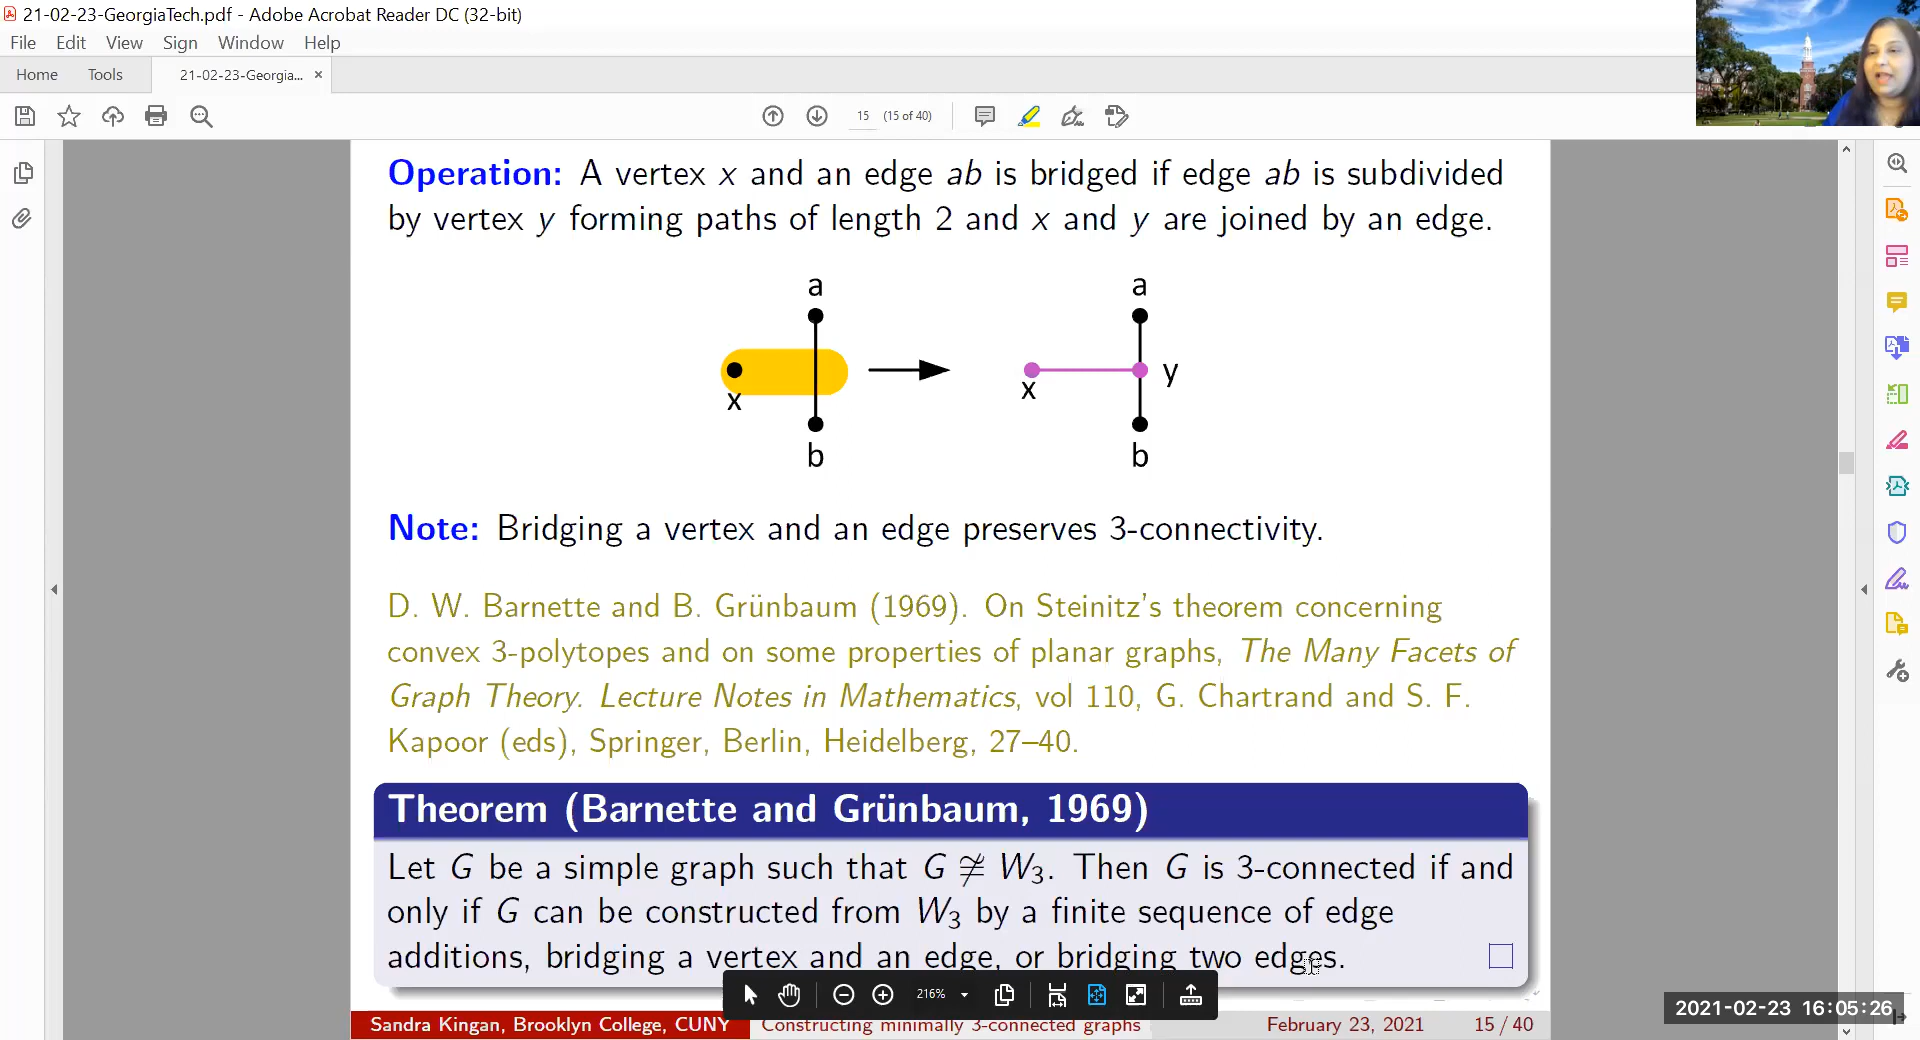 21-02-23-GeorgiaTech.pdf - Adobe Acrobat Reader DC (32-bit)
File Edit View Sign Window Help
Home Tools 21-02-23-Georgia... ×
15 (15 of 40)
Operation: A vertex x and an edge ab is bridged if edge ab is subdivided
by vertex y forming paths of length 2 and x and y are joined by an edge.
a a
x x y
b b
Note: Bridging a vertex and an edge preserves 3-connectivity.
D. W. Barnette and B. Grünbaum (1969). On Steinitz's theorem concerning
convex 3-polytopes and on some properties of planar graphs, The Many Facets of
Graph Theory. Lecture Notes in Mathematics, vol 110, G. Chartrand and S. F.
Kapoor (eds), Springer, Berlin, Heidelberg, 27–40.
Theorem (Barnette and Grünbaum, 1969)
Let G be a simple graph such that G ≇ W₃. Then G is 3-connected if and
only if G can be constructed from W₃ by a finite sequence of edge
additions, bridging a vertex and an edge, or bridging two edges.
216%
2021-02-23 16:05:26
Sandra Kingan, Brooklyn College, CUNY Constructing minimally 3-connected graphs February 23, 2021 15 / 40